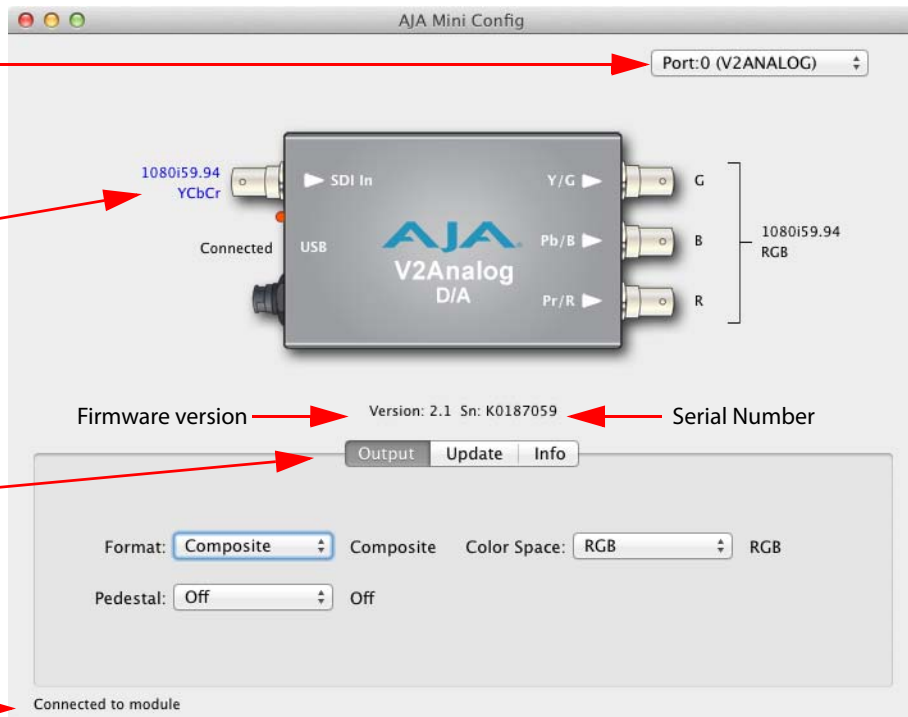 AJA Mini Config
Port:0 (V2ANALOG)
1080i59.94
YCbCr
SDI In
Y/G
G
Connected
USB
AJA
Pb/B
B
1080i59.94
RGB
V2Analog
D/A
Pr/R
R
Firmware version
Version: 2.1 Sn: K0187059
Serial Number
Output Update Info
Format: Composite Composite Color Space: RGB RGB
Pedestal: Off Off
Connected to module